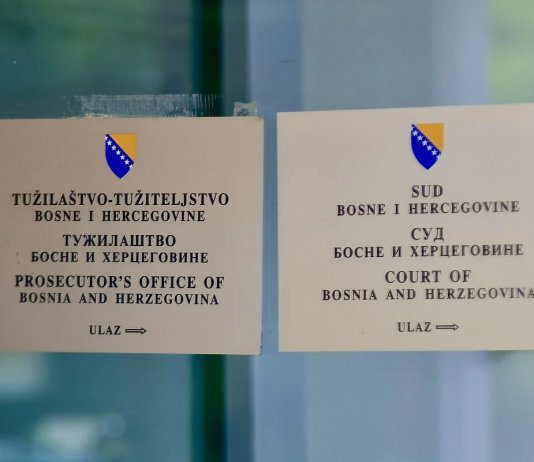 TUŽILAŠTVO-TUŽITELJSTVO
BOSNE I HERCEGOVINE
ТУЖИЛАШТВО
БОСНЕ И ХЕРЦЕГОВИНЕ
PROSECUTOR'S OFFICE OF
BOSNIA AND HERZEGOVINA
ULAZ ⇒
SUD
BOSNE I HERCEGOVINE
СУД
БОСНЕ И ХЕРЦЕГОВИНЕ
COURT OF
BOSNIA AND HERZEGOVINA
ULAZ ⇒